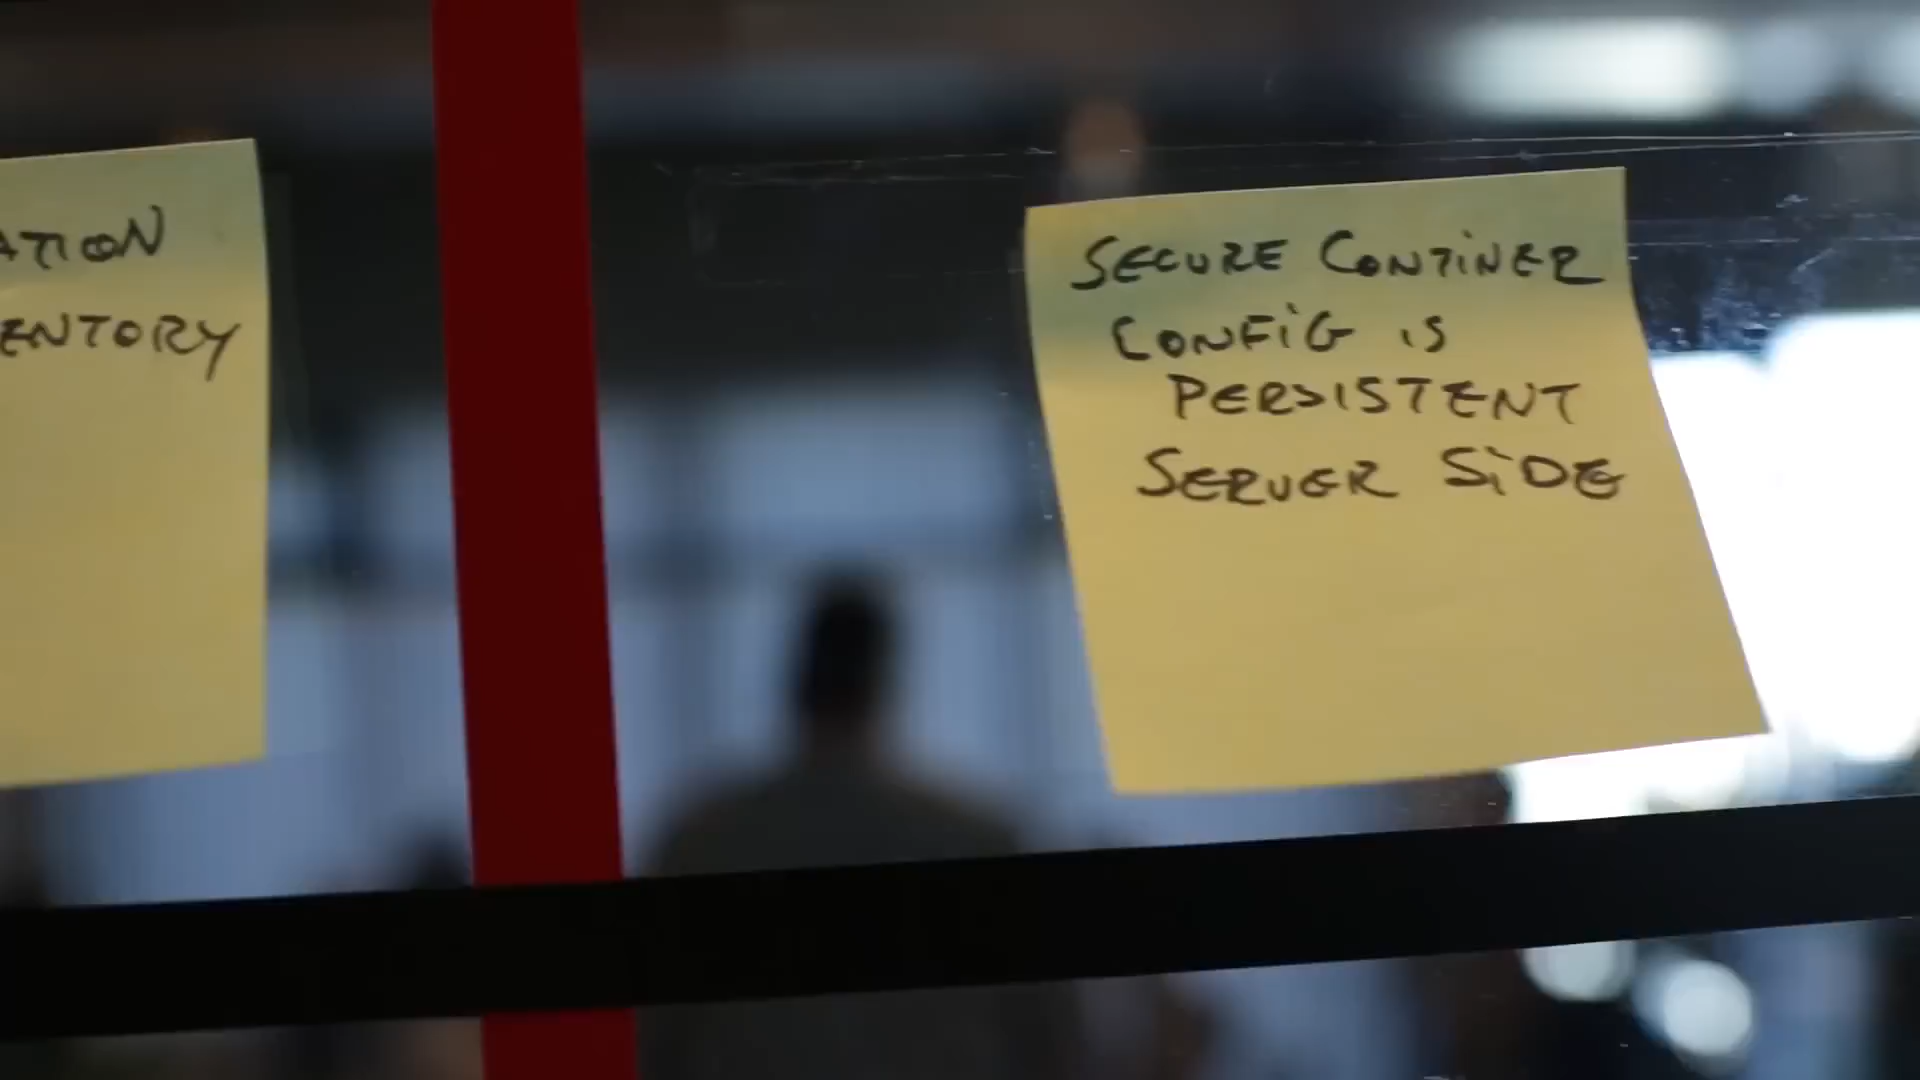 ATION
ENTORY
SECURE CONTINER
CONFIG IS
PERSISTENT
SERVER SIDE